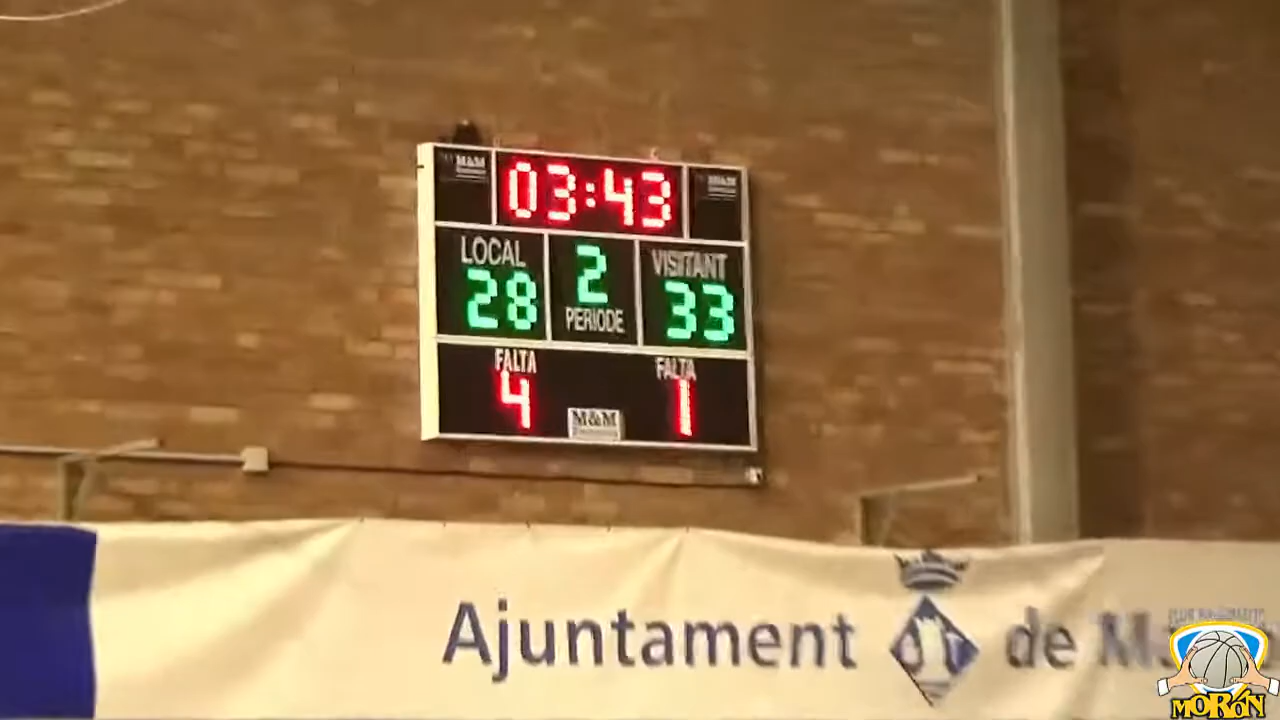 M&M
03:43
LOCAL
2
VISITANT
28
PERIODE
33
FALTA
FALTA
4
M&M
1
Ajuntament de
MORÓN